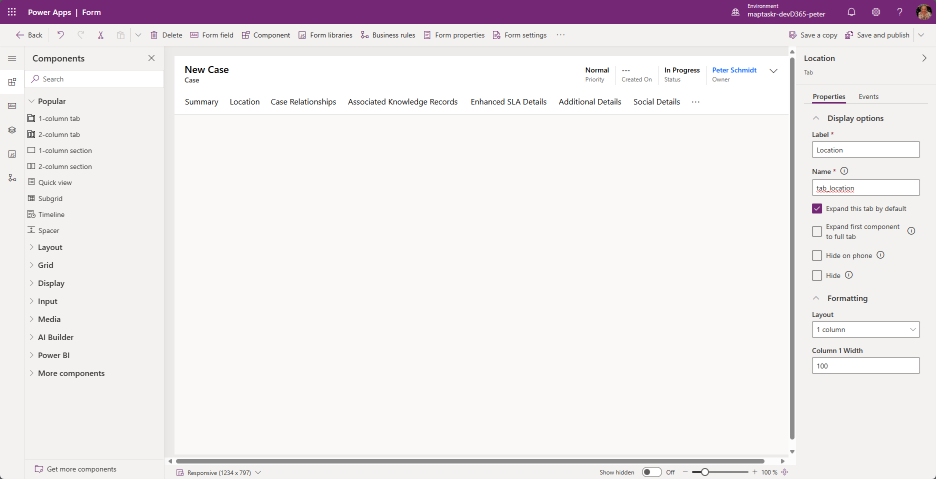 Power Apps | Form
Environment
maptaskr-devD365-peter
?
Back
Delete
Form field
Component
Form libraries
Business rules
Form properties
Form settings
...
Save a copy
Save and publish
Components
Search
Popular
1-column tab
2-column tab
1-column section
2-column section
Quick view
Subgrid
Timeline
Spacer
Layout
Grid
Display
Input
Media
AI Builder
Power BI
More components
Get more components
New Case
Case
Normal
Priority
---
Created On
In Progress
Status
Peter Schmidt
Owner
Summary
Location
Case Relationships
Associated Knowledge Records
Enhanced SLA Details
Additional Details
Social Details
...
Responsive (1234 x 797)
Show hidden
Off
− + 100 %
Location
Tab
Properties
Events
Display options
Label *
Location
Name *
tab_location
Expand this tab by default
Expand first component
to full tab
Hide on phone
Hide
Formatting
Layout
1 column
Column 1 Width
100